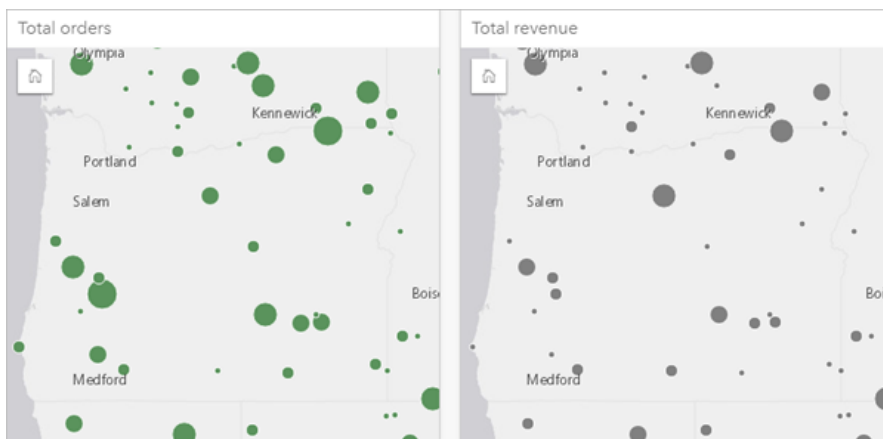 Total orders
Olympia
Kennewick
Portland
Salem
Medford
Total revenue
Olympia
Kennewick
Portland
Salem
Medford